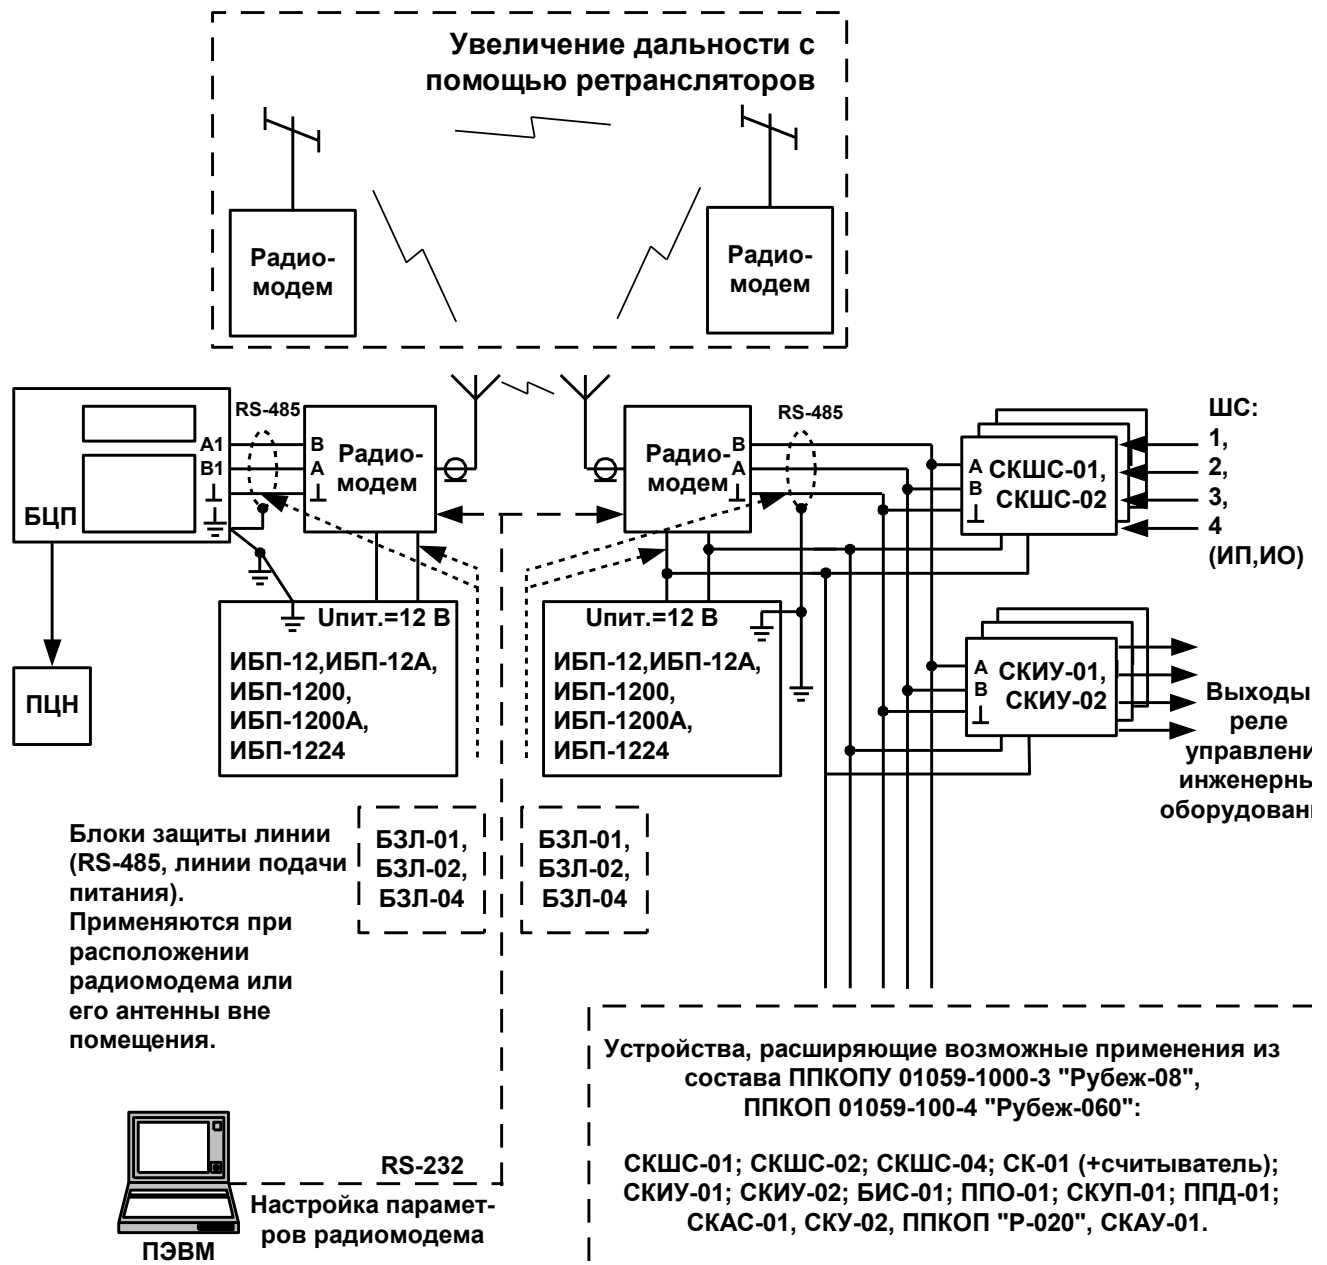 Увеличение дальности с
помощью ретрансляторов
Радио-
модем
Радио-
модем
БЦП
A1
B1
RS-485
B
A
Радио-
модем
Радио-
модем
B
A
RS-485
A
B
СКШС-01,
СКШС-02
ШС:
1,
2,
3,
4
(ИП,ИО)
ПЦН
Uпит.=12 В
ИБП-12,ИБП-12А,
ИБП-1200,
ИБП-1200А,
ИБП-1224
Uпит.=12 В
ИБП-12,ИБП-12А,
ИБП-1200,
ИБП-1200А,
ИБП-1224
A
B
СКИУ-01,
СКИУ-02
Выходы
реле
управлени
инженерны
оборудован
Блоки защиты линии
(RS-485, линии подачи
питания).
Применяются при
расположении
радиомодема или
его антенны вне
помещения.
БЗЛ-01,
БЗЛ-02,
БЗЛ-04
БЗЛ-01,
БЗЛ-02,
БЗЛ-04
RS-232
Настройка парамет-
ров радиомодема
ПЭВМ
Устройства, расширяющие возможные применения из
состава ППКОПУ 01059-1000-3 "Рубеж-08",
ППКОП 01059-100-4 "Рубеж-060":
СКШС-01; СКШС-02; СКШС-04; СК-01 (+считыватель);
СКИУ-01; СКИУ-02; БИС-01; ППО-01; СКУП-01; ППД-01;
СКАС-01, СКУ-02, ППКОП "Р-020", СКАУ-01.